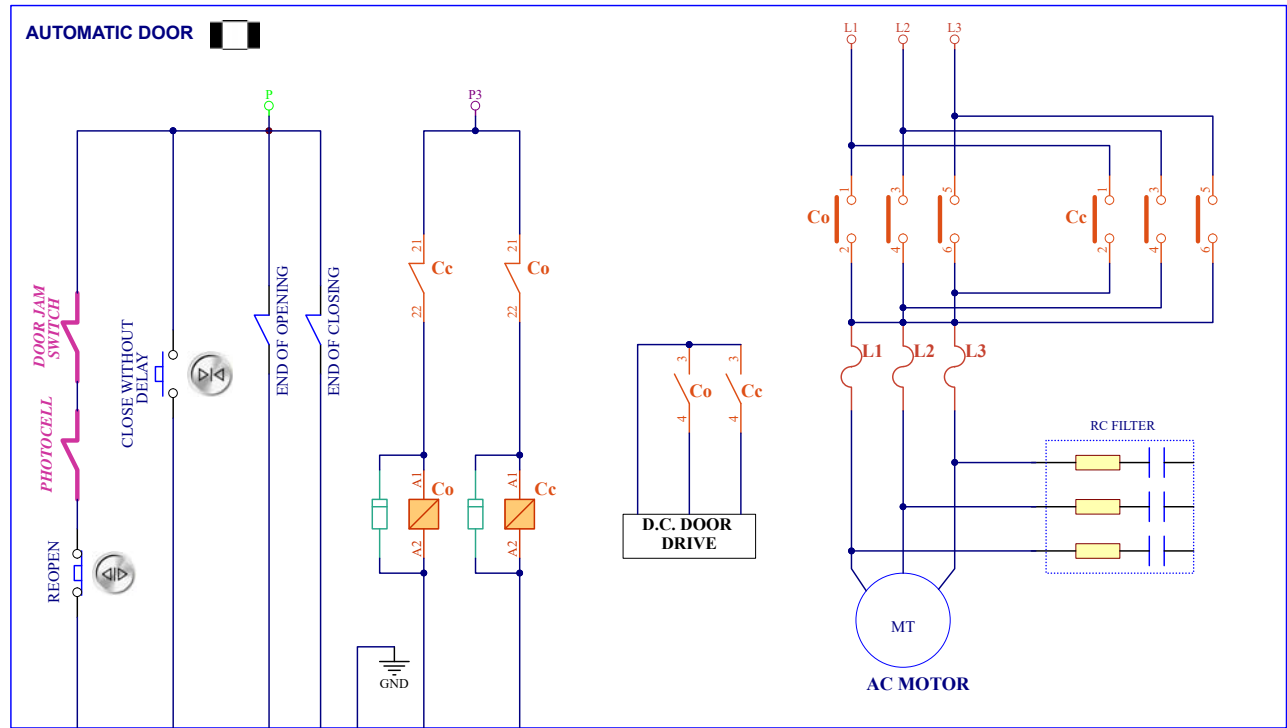 AUTOMATIC DOOR
P
P3
L1
L2
L3
DOOR JAM
SWITCH
PHOTOCELL
REOPEN
CLOSE WITHOUT
DELAY
END OF OPENING
END OF CLOSING
21
Cc
22
21
Co
22
A1
Co
A2
A1
Cc
A2
GND
3
Co
4
3
Cc
4
D.C. DOOR
DRIVE
1
3
5
Co
2
4
6
1
3
5
Cc
2
4
6
L1
L2
L3
RC FILTER
MT
AC MOTOR